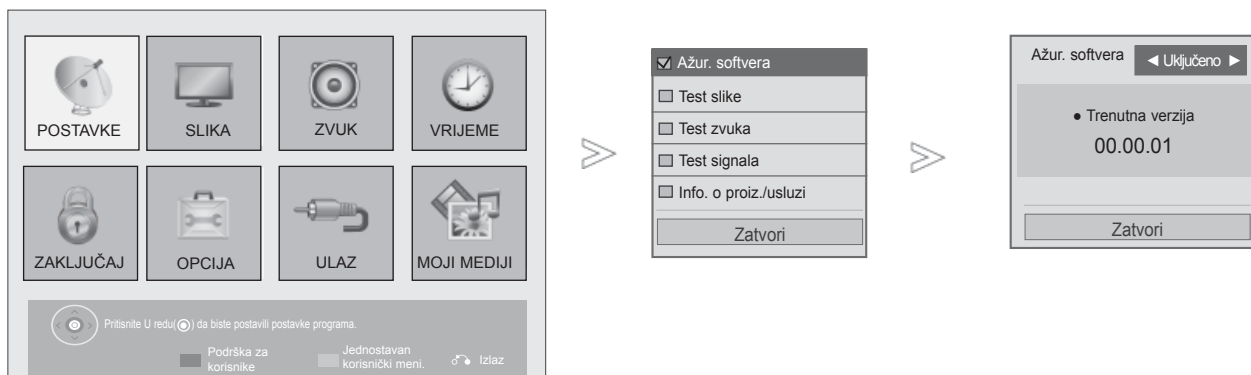 POSTAVKE
SLIKA
ZVUK
VRIJEME
ZAKLJUČAJ
OPCIJA
ULAZ
MOJI MEDIJI
Pritisnite U redu(◉) da biste postavili postavke programa.
Podrška za
korisnike
Jednostavan
korisnički meni.
Izlaz
Ažur. softvera
Test slike
Test zvuka
Test signala
Info. o proiz./usluzi
Zatvori
Ažur. softvera
◄ Uključeno ►
● Trenutna verzija
00.00.01
Zatvori